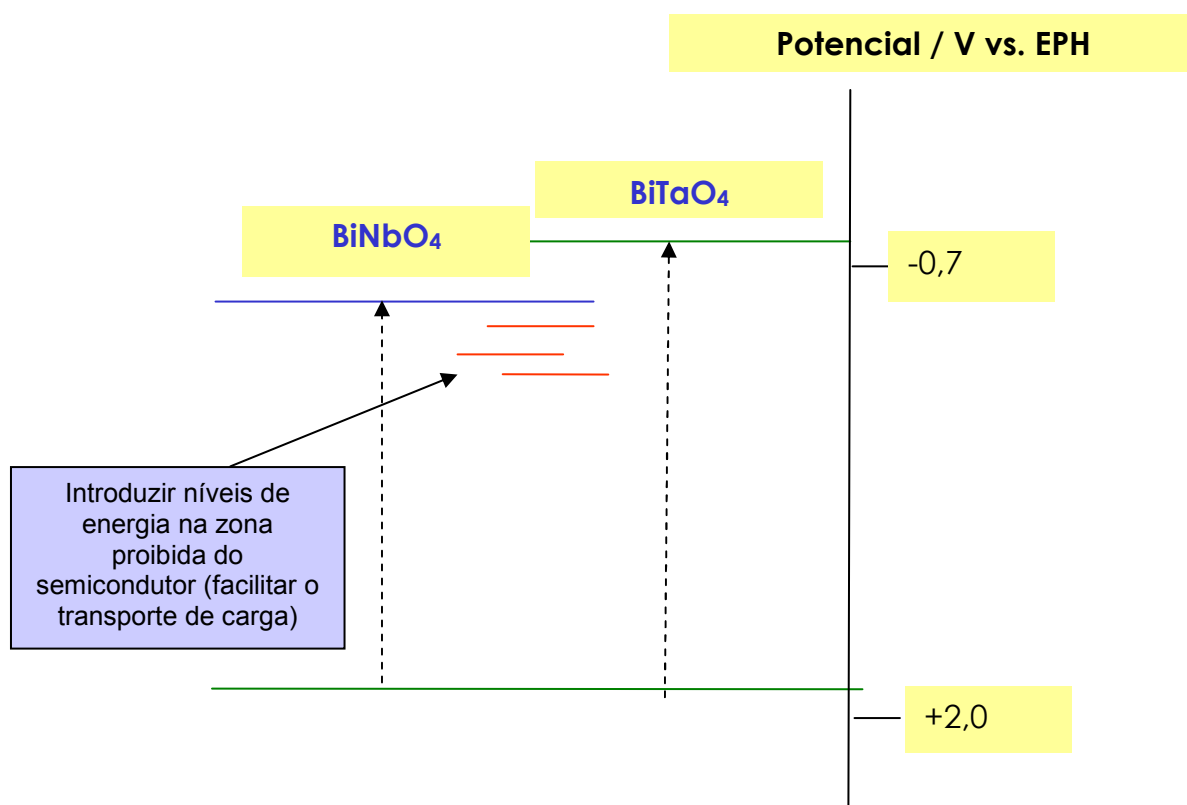 Potencial / V vs. EPH
BiTaO₄
BiNbO₄
-0,7
Introduzir níveis de
energia na zona
proibida do
semicondutor (facilitar o
transporte de carga)
+2,0